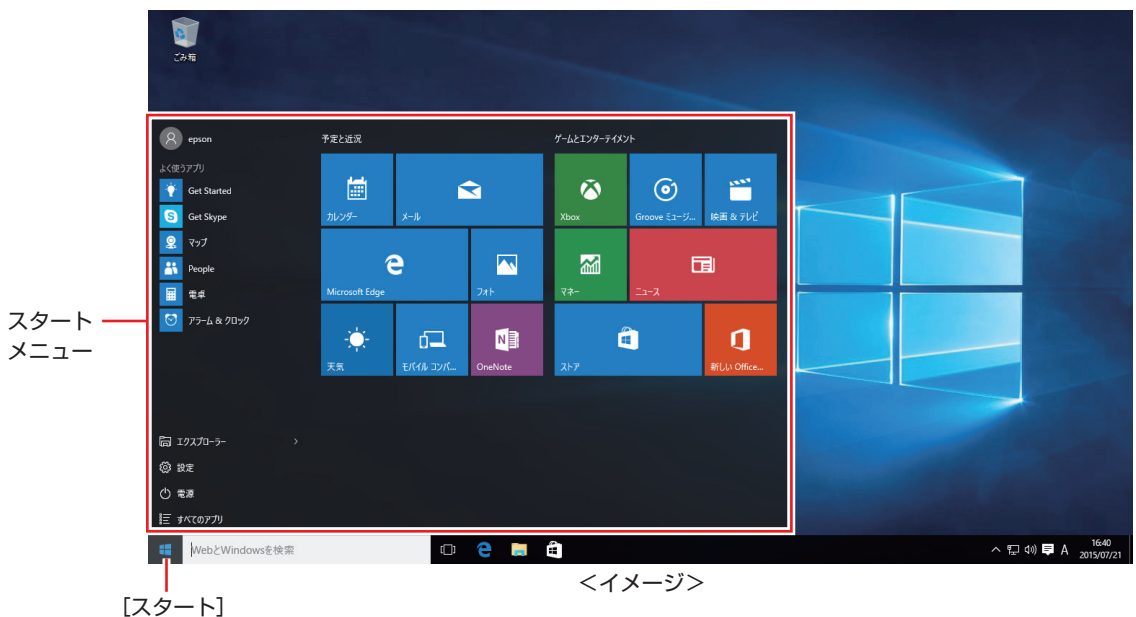 ごみ箱
epson
よく使うアプリ
Get Started
Get Skype
マップ
People
電卓
アラーム & クロック
エクスプローラー
設定
電源
すべてのアプリ
予定と近況
カレンダー
メール
Microsoft Edge
フォト
天気
モバイル コンパ...
OneNote
ゲームとエンターテイメント
Xbox
Groove ミュージ...
映画 & テレビ
マネー
ニュース
ストア
新しい Office...
スタート
メニュー
WebとWindowsを検索
A
16:40
2015/07/21
[スタート]
＜イメージ＞